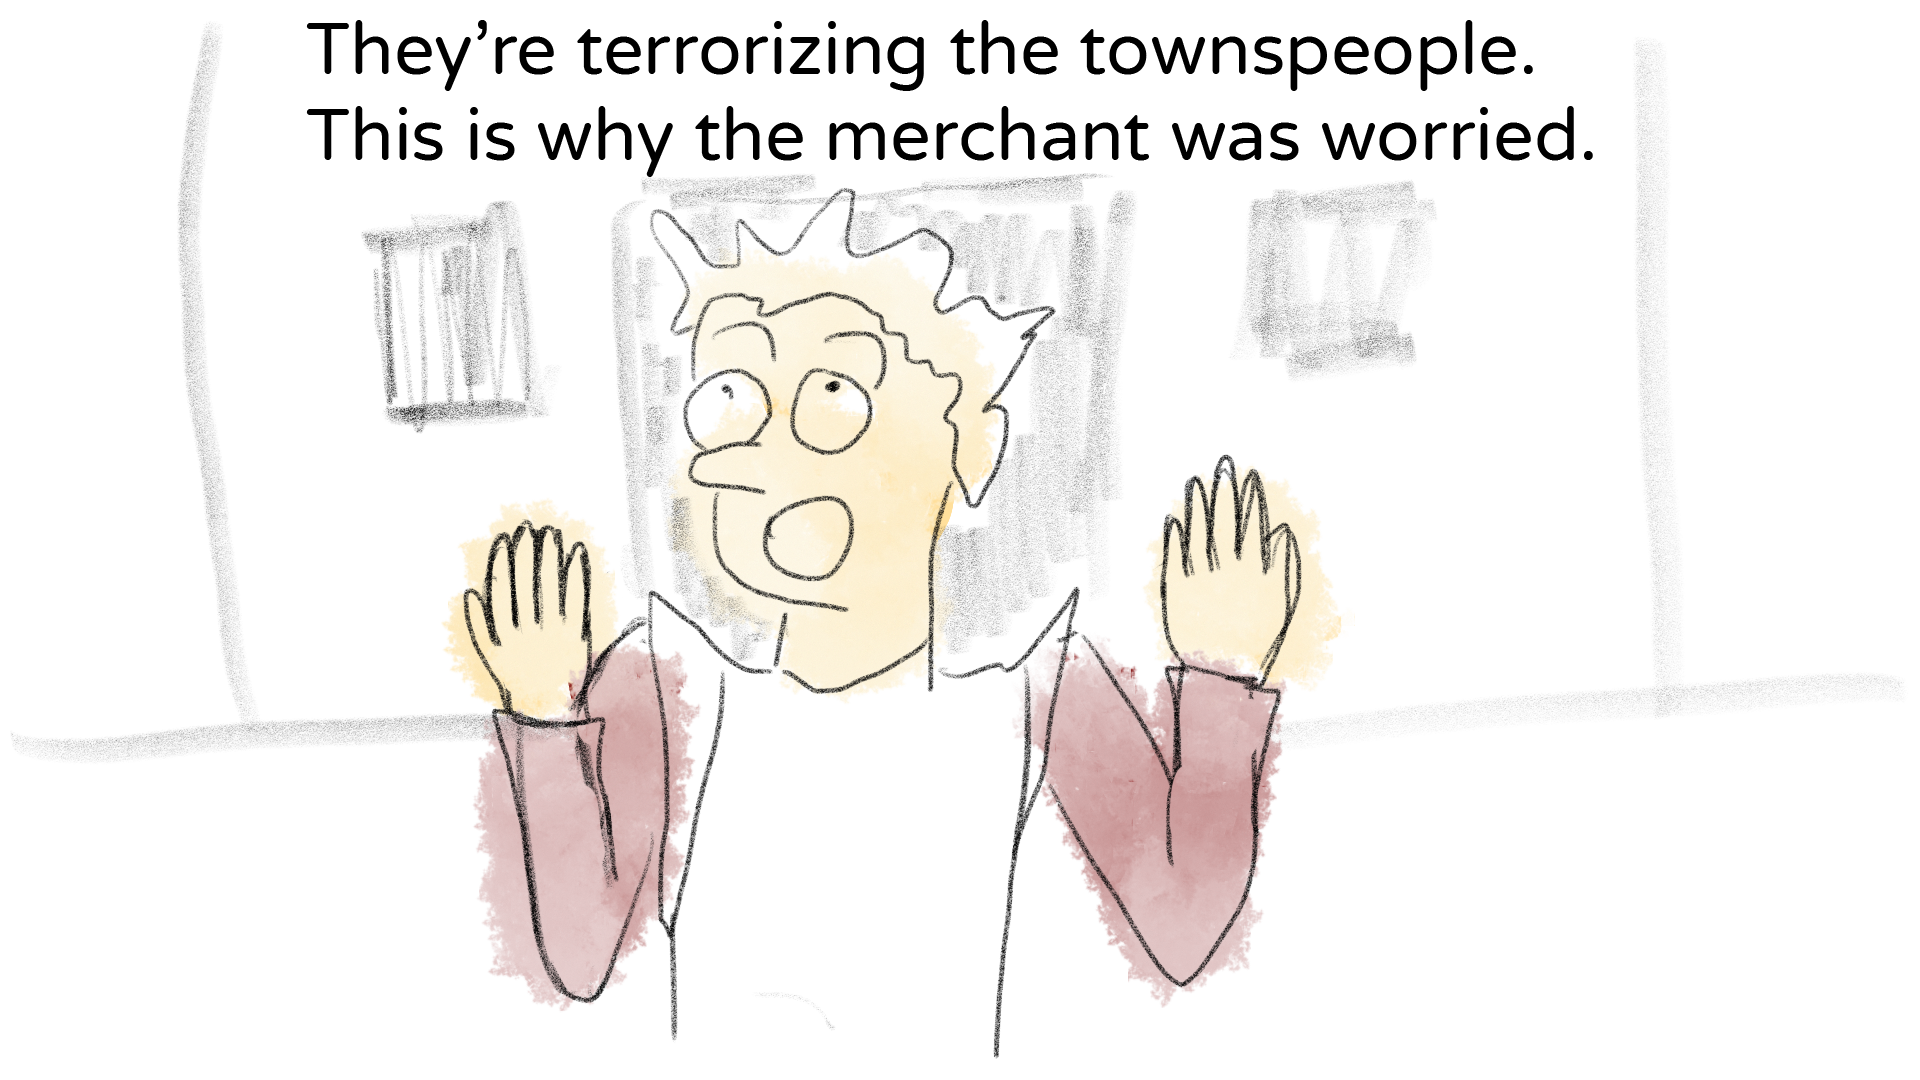 They’re terrorizing the townspeople.
This is why the merchant was worried.